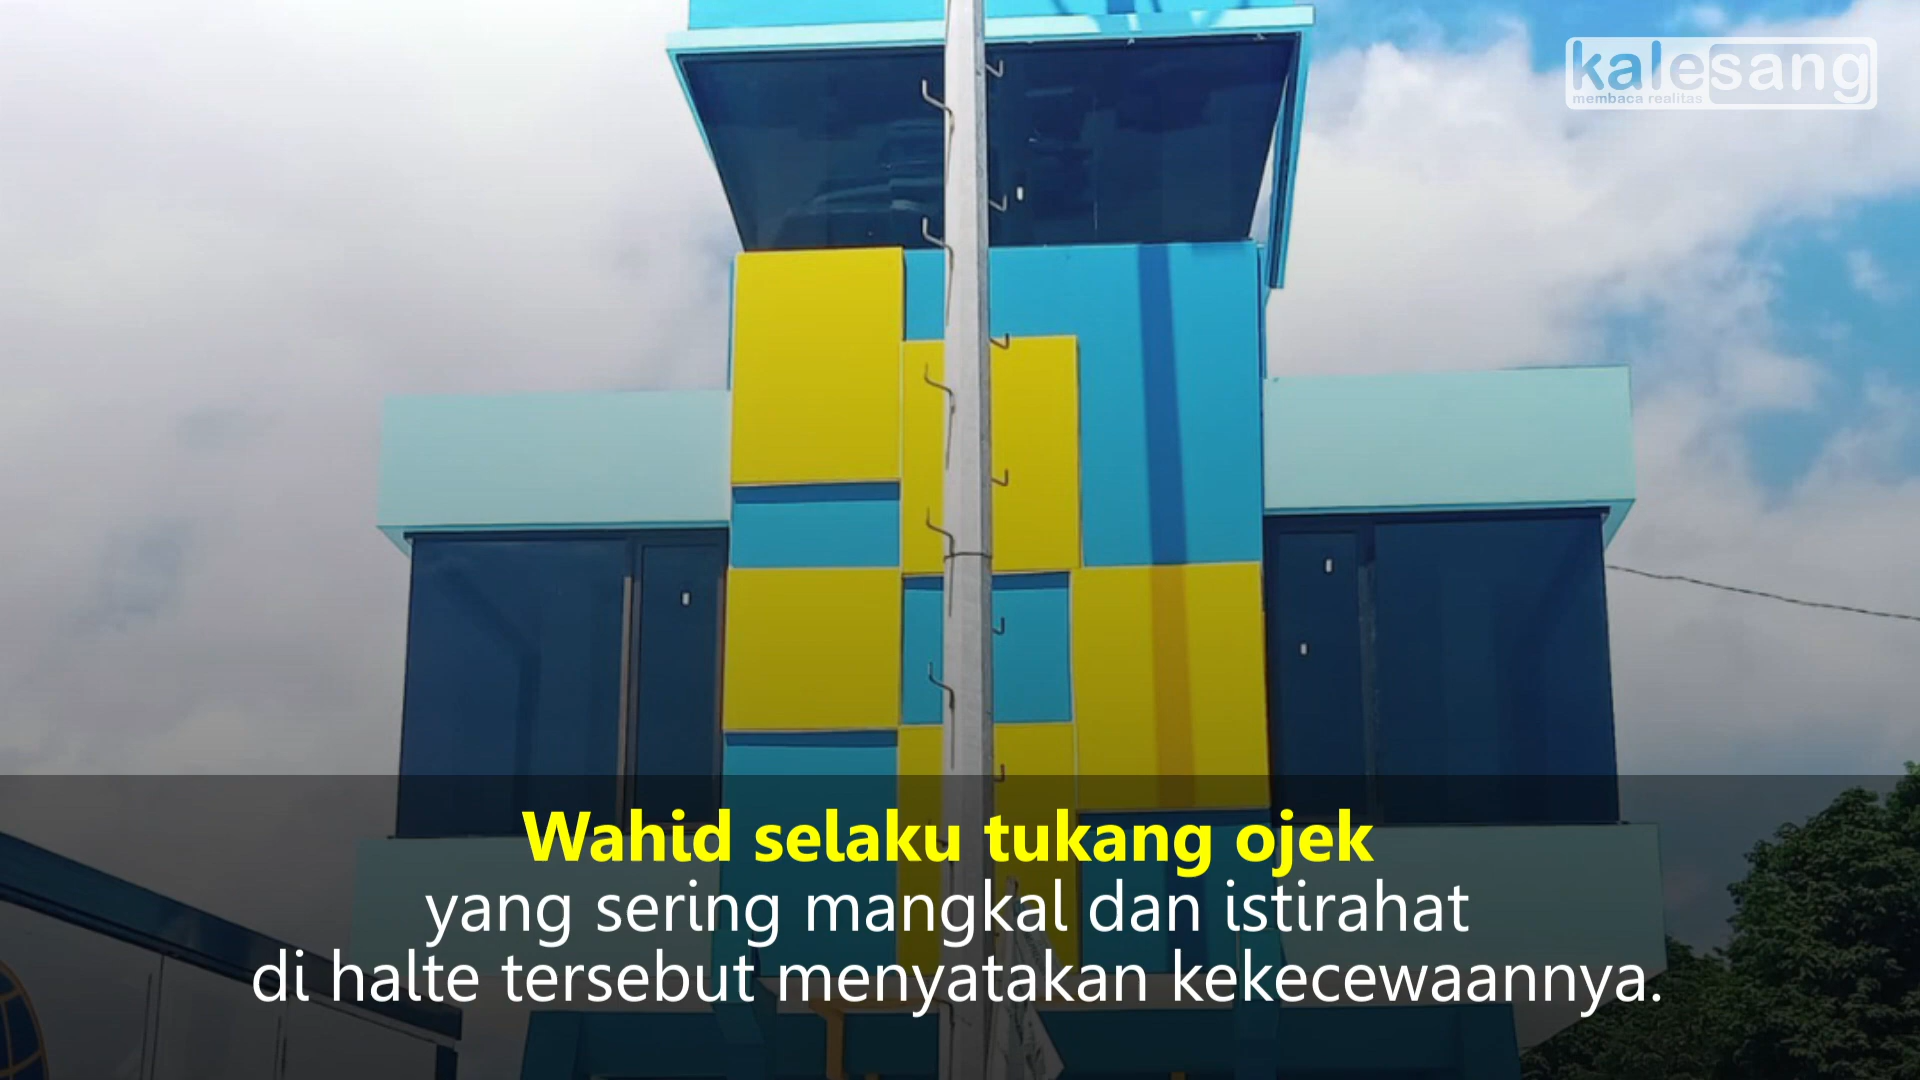 kalesang
membaca realitas
Wahid selaku tukang ojek
yang sering mangkal dan istirahat
di halte tersebut menyatakan kekecewaannya.